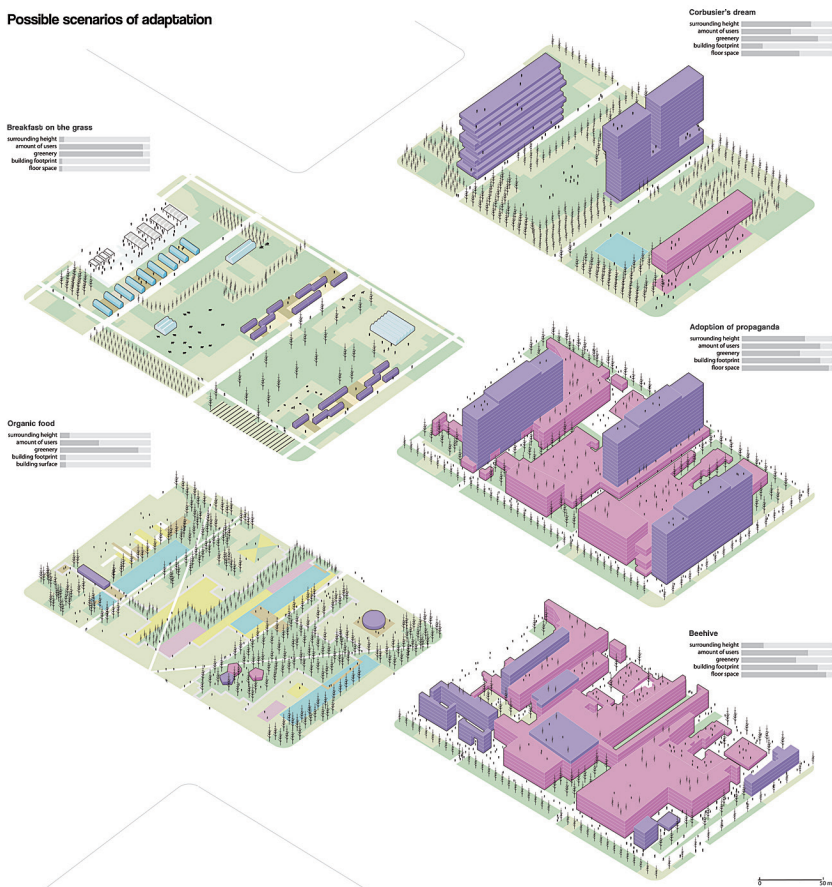 Possible scenarios of adaptation
Corbusier's dream
surrounding height
amount of users
greenery
building footprint
floor space
Breakfast on the grass
surrounding height
amount of users
greenery
building footprint
floor space
Adoption of propaganda
surrounding height
amount of users
greenery
building footprint
floor space
Organic food
surrounding height
amount of users
greenery
building footprint
building surface
Beehive
surrounding height
amount of users
greenery
building footprint
floor space
0 50 m